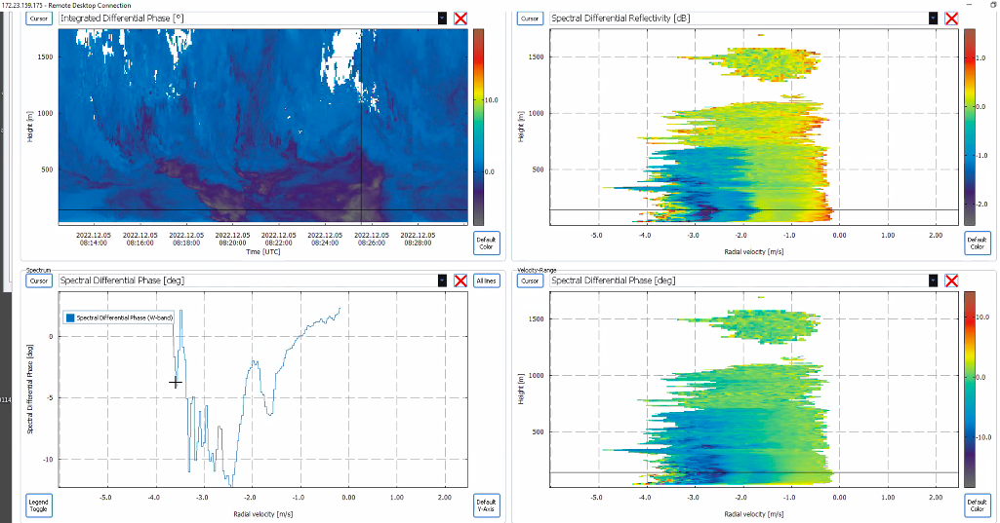 172.23.159.175 - Remote Desktop Connection
Cursor
Integrated Differential Phase [°]
1500
1000
500
Height [m]
10.0
0.0
2022.12.05 2022.12.05 2022.12.05 2022.12.05 2022.12.05 2022.12.05 2022.12.05 2022.12.05
08:14:00 08:16:00 08:18:00 08:20:00 08:22:00 08:24:00 08:26:00 08:28:00
Time [UTC]
Default
Color
Cursor
Spectral Differential Reflectivity [dB]
1500
1000
500
Height [m]
1.0
0.0
-1.0
-2.0
-5.0 -4.0 -3.0 -2.0 -1.0 0.00 1.00 2.00
Radial velocity [m/s]
Default
Color
Spectrum
Cursor
Spectral Differential Phase [deg]
All lines
Spectral Differential Phase (W-band)
0
-5
-10
Spectral Differential Phase [deg]
-5.0 -4.0 -3.0 -2.0 -1.0 0.00 1.00 2.00
Radial velocity [m/s]
Legend
Toggle
Default
Y-Axis
Velocity-Range
Cursor
Spectral Differential Phase [deg]
1500
1000
500
Height [m]
10.0
0.0
-10.0
-5.0 -4.0 -3.0 -2.0 -1.0 0.00 1.00 2.00
Radial velocity [m/s]
Default
Color